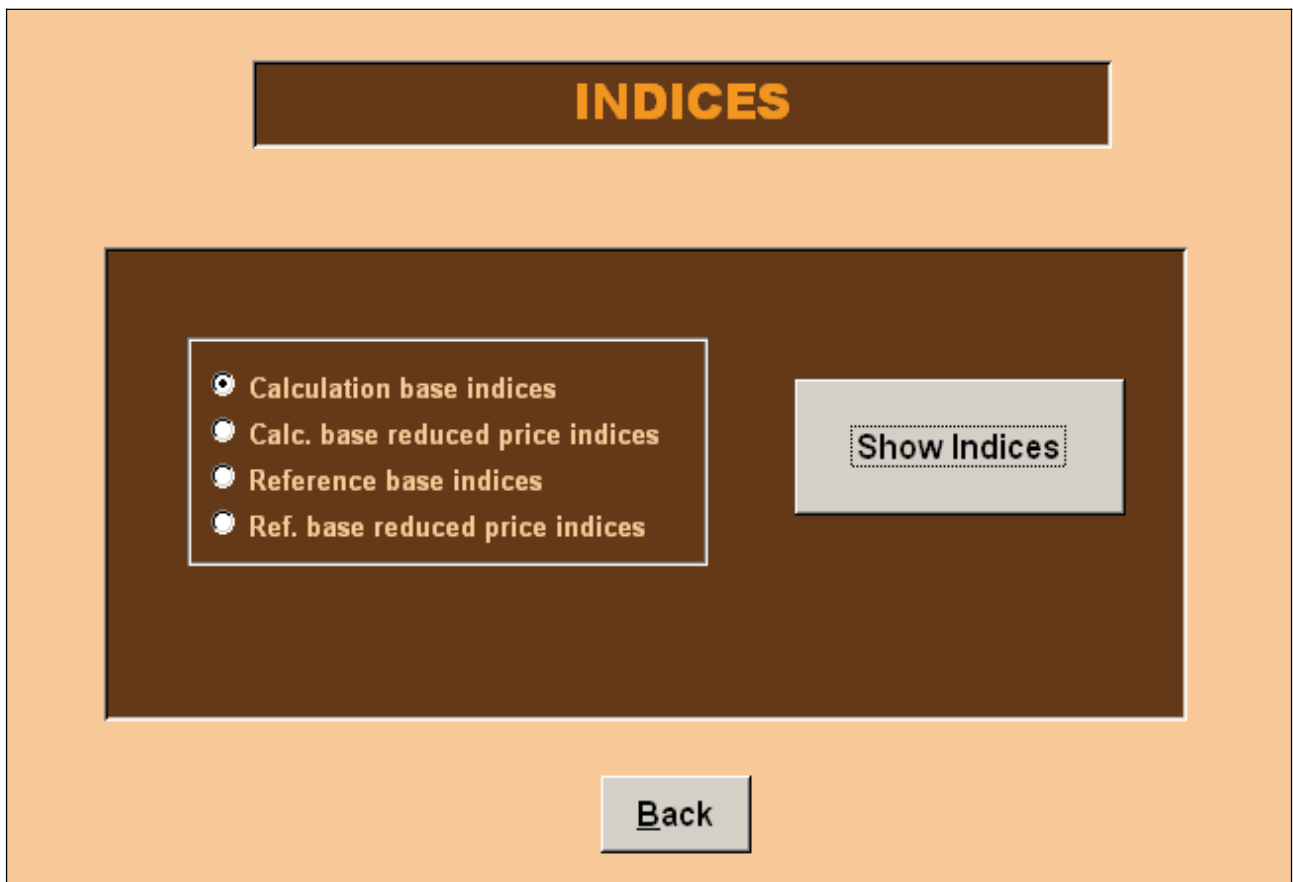 INDICES
Calculation base indices
Calc. base reduced price indices
Reference base indices
Ref. base reduced price indices
Show Indices
Back